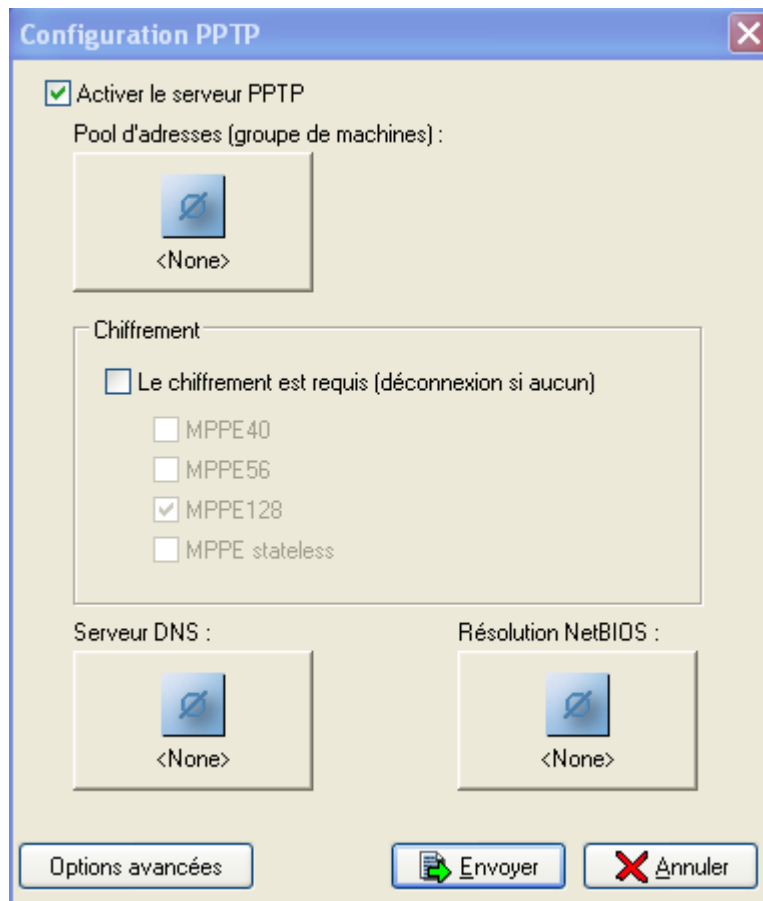 Configuration PPTP
Activer le serveur PPTP
Pool d'adresses (groupe de machines) :
<None>
Chiffrement
Le chiffrement est requis (déconnexion si aucun)
MPPE40
MPPE56
MPPE128
MPPE stateless
Serveur DNS : Résolution NetBIOS :
<None> <None>
Options avancées Envoyer Annuler